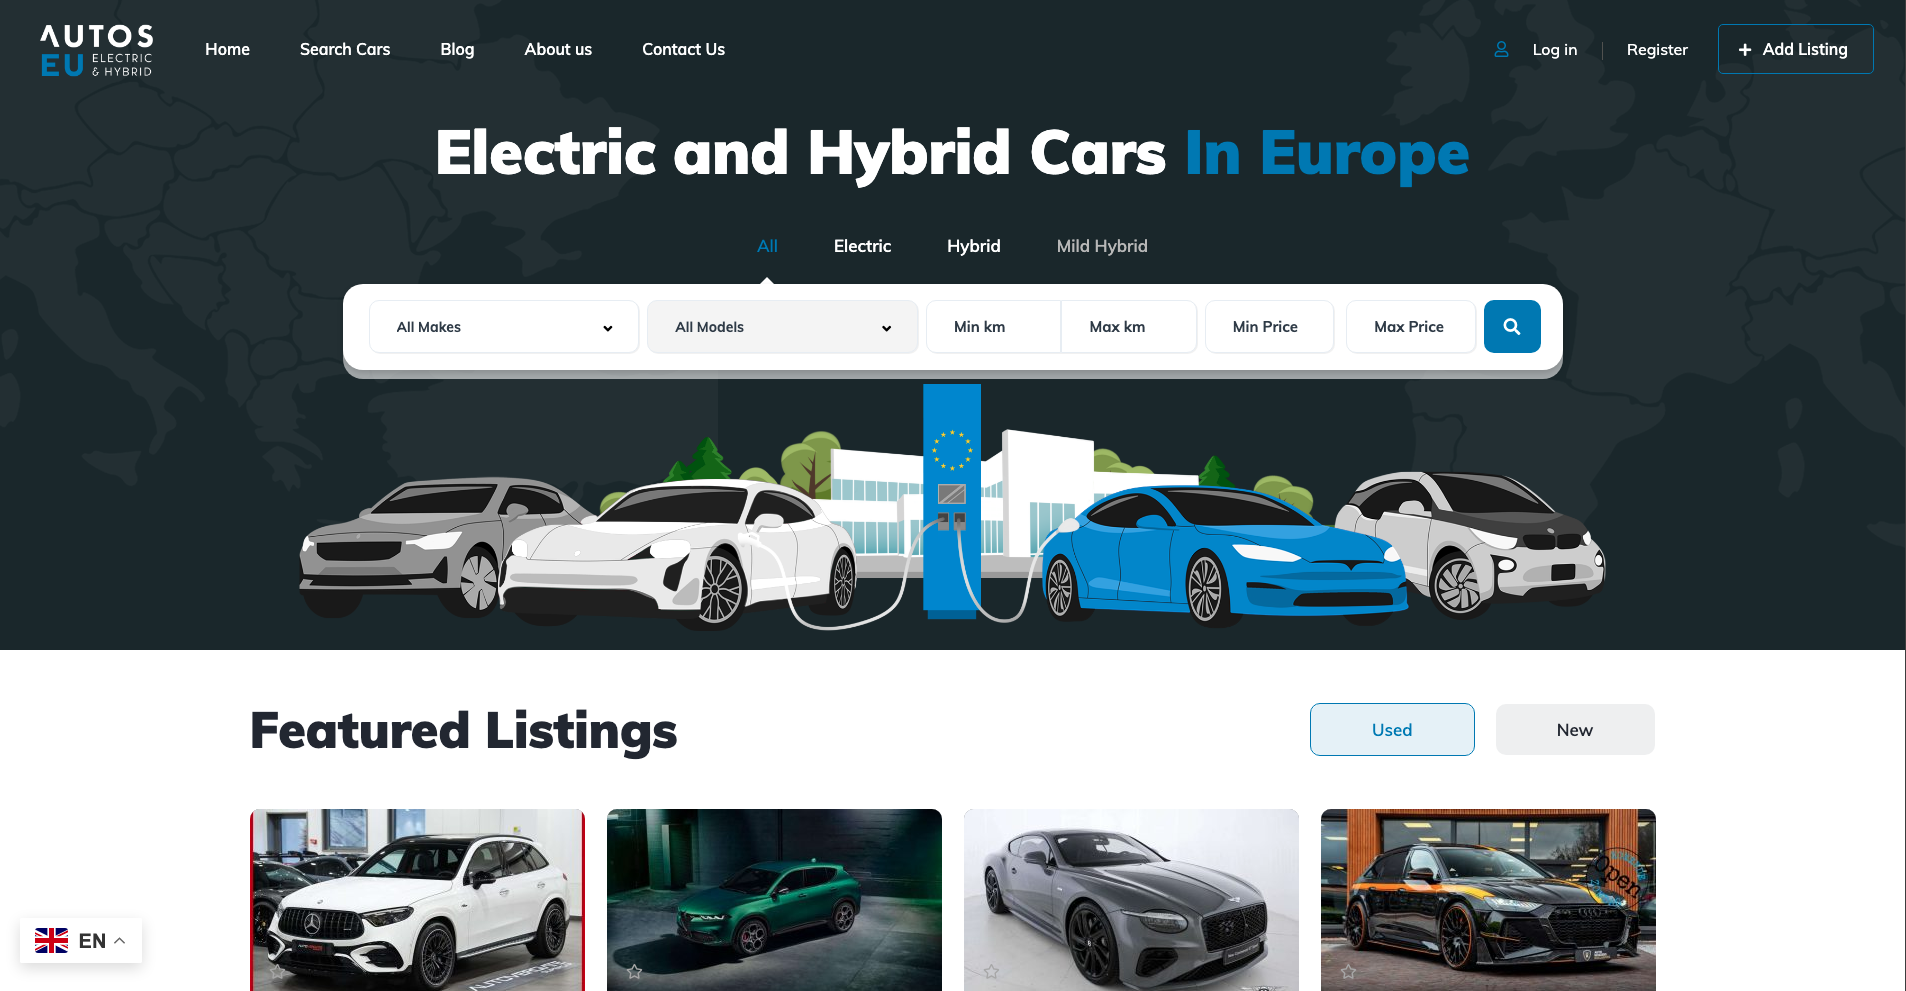 AUTOS
EU ELECTRIC
& HYBRID
Home
Search Cars
Blog
About us
Contact Us
Log in
Register
Add Listing
Electric and Hybrid Cars In Europe
All
Electric
Hybrid
Mild Hybrid
All Makes
All Models
Min km
Max km
Min Price
Max Price
Featured Listings
Used
New
Open
EN